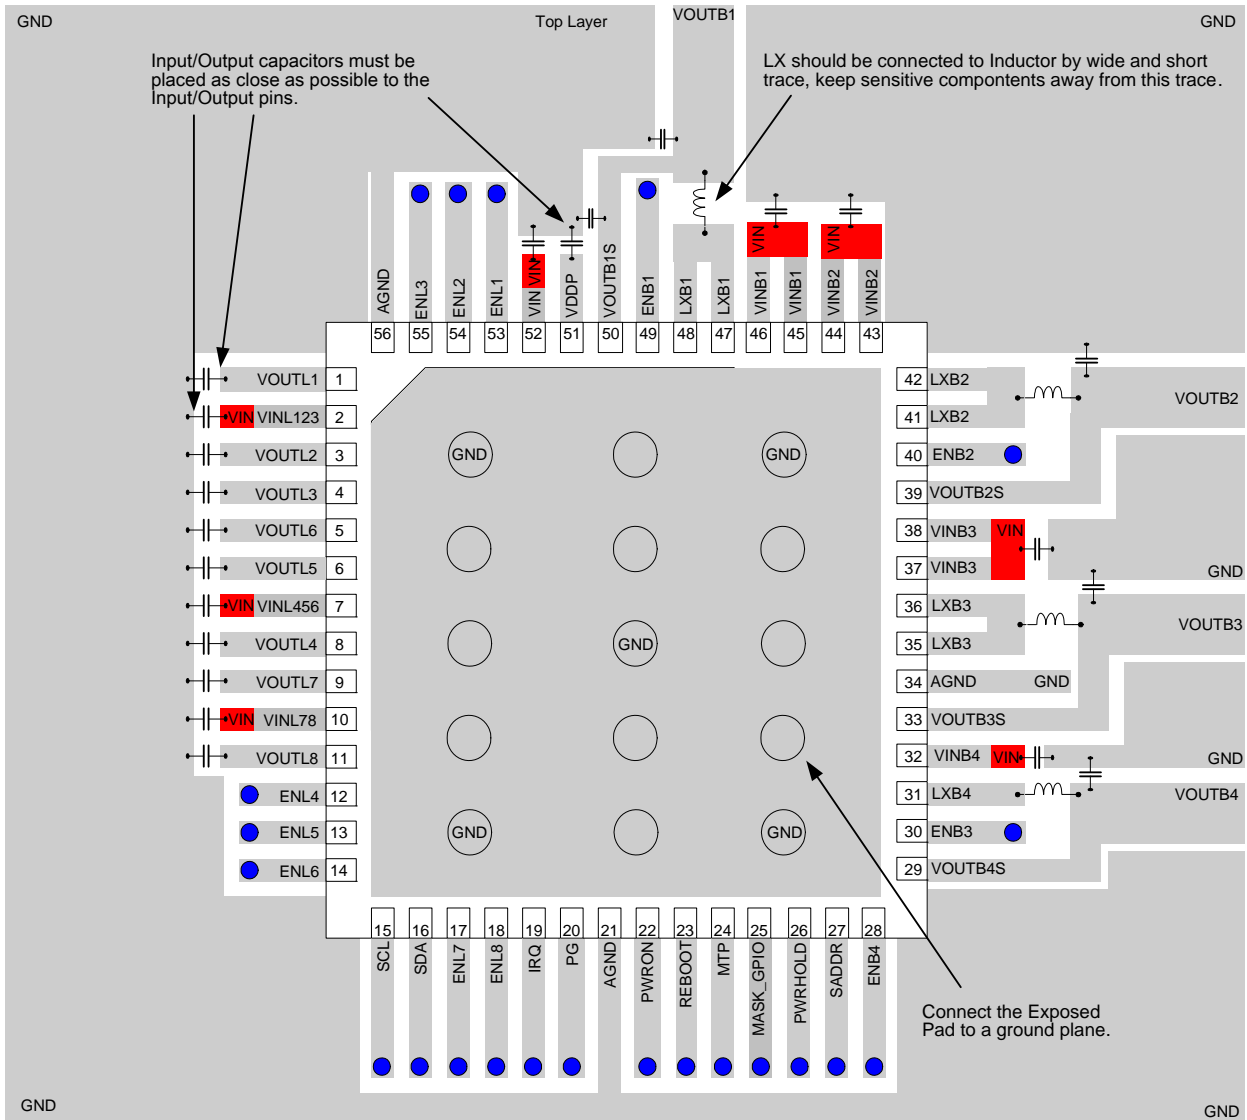 GND
Top Layer
VOUTB1
GND
Input/Output capacitors must be
placed as close as possible to the
Input/Output pins.
LX should be connected to Inductor by wide and short
trace, keep sensitive compontents away from this trace.
AGND
ENL3
ENL2
ENL1
VIN
VIN
VDDP
VOUTB1S
ENB1
LXB1
LXB1
VIN
VINB1
VINB1
VIN
VINB2
VINB2
56
55
54
53
52
51
50
49
48
47
46
45
44
43
VOUTL1 1
VIN VINL123 2
VOUTL2 3
VOUTL3 4
VOUTL6 5
VOUTL5 6
VIN VINL456 7
VOUTL4 8
VOUTL7 9
VIN VINL78 10
VOUTL8 11
ENL4 12
ENL5 13
ENL6 14
GND
GND
GND
GND
GND
42 LXB2
VOUTB2
41 LXB2
40 ENB2
39 VOUTB2S
38 VINB3 VIN
37 VINB3
GND
36 LXB3
VOUTB3
35 LXB3
34 AGND GND
33 VOUTB3S
32 VINB4 VIN
GND
31 LXB4
VOUTB4
30 ENB3
29 VOUTB4S
15
16
17
18
19
20
21
22
23
24
25
26
27
28
SCL
SDA
ENL7
ENL8
IRQ
PG
AGND
PWRON
REBOOT
MTP
MASK_GPIO
PWRHOLD
SADDR
ENB4
Connect the Exposed
Pad to a ground plane.
GND
GND